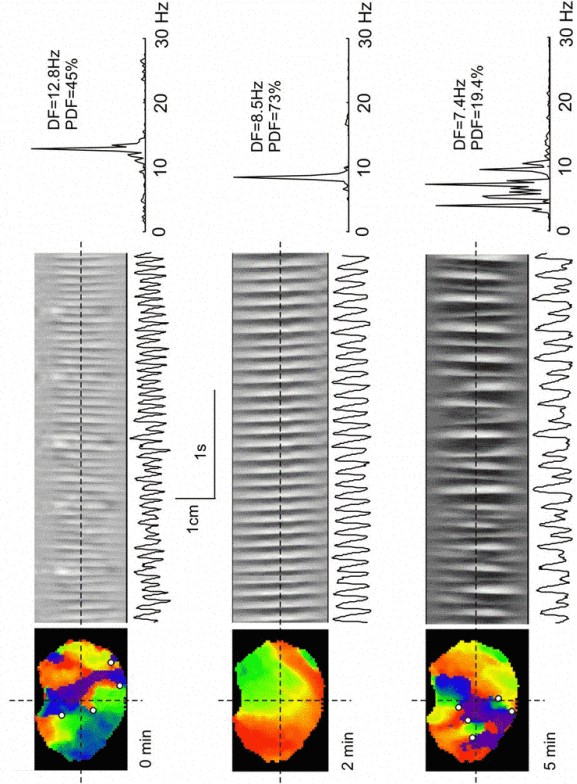 0 min
1cm
1s
DF=12.8Hz
PDF=45%
0
10
20
30 Hz
2 min
DF=8.5Hz
PDF=73%
0
10
20
30 Hz
5 min
DF=7.4Hz
PDF=19.4%
0
10
20
30 Hz